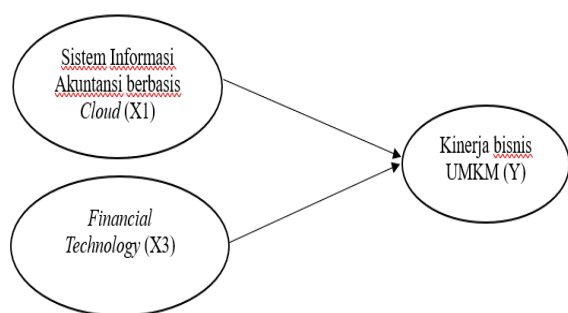 Sistem Informasi
Akuntansi berbasis
Cloud (X1)
Kinerja bisnis
UMKM (Y)
Financial
Technology (X3)